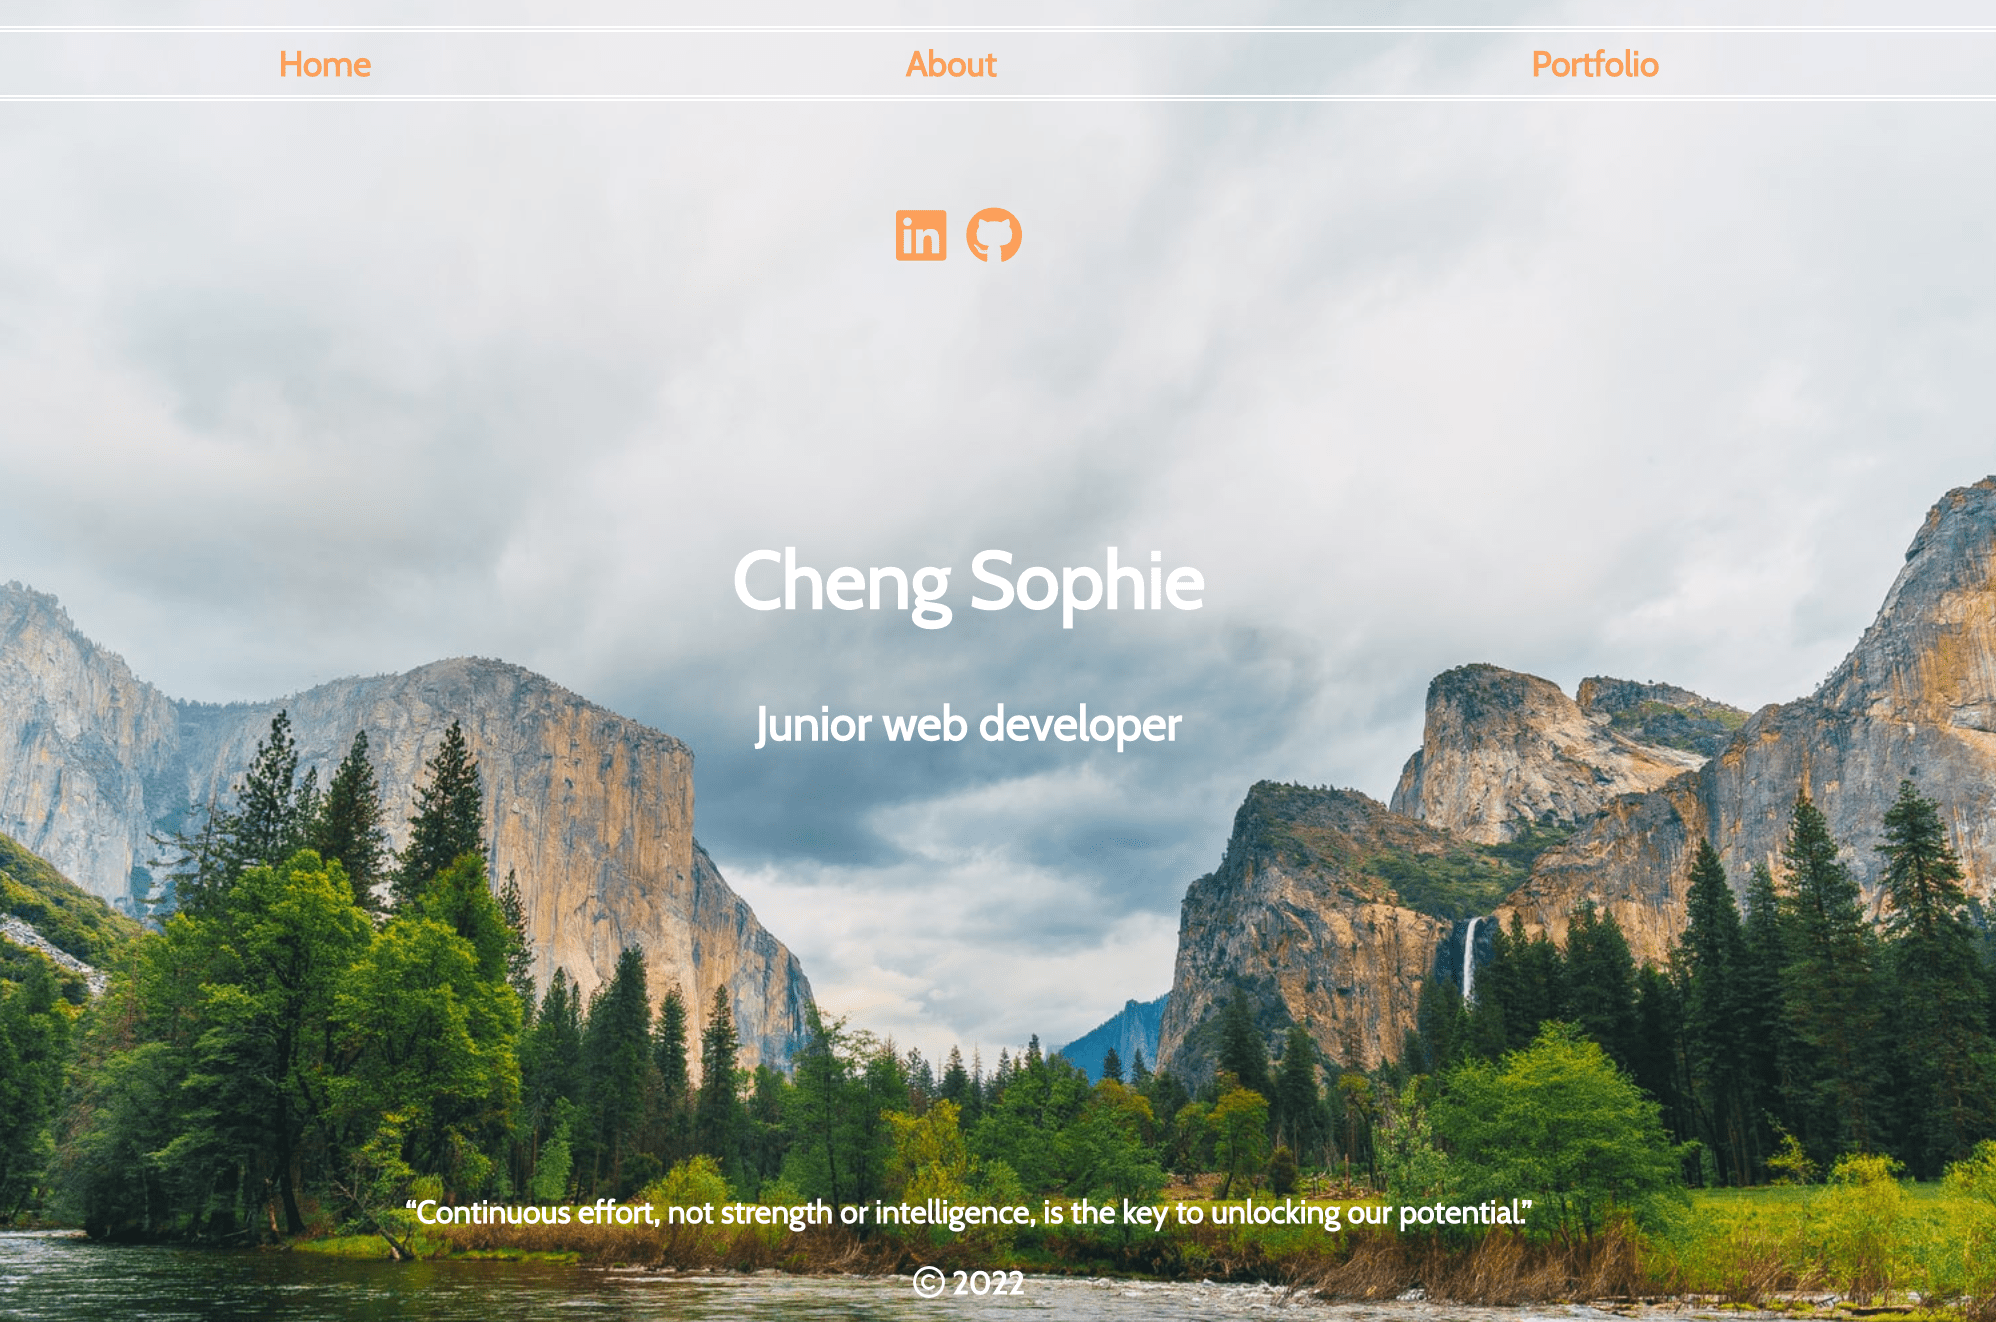 Home About Portfolio
in
Cheng Sophie
Junior web developer
“Continuous effort, not strength or intelligence, is the key to unlocking our potential.”
© 2022